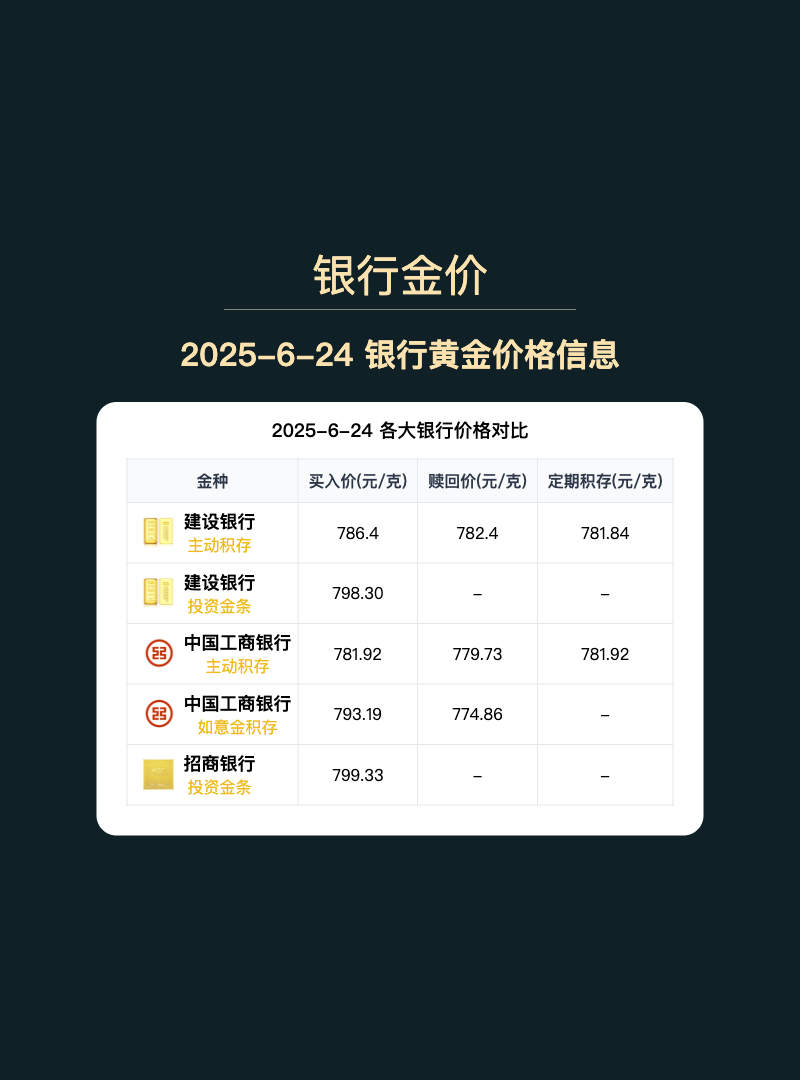 银行金价
2025-6-24 银行黄金价格信息
2025-6-24 各大银行价格对比
金种 买入价(元/克) 赎回价(元/克) 定期积存(元/克)
建设银行
主动积存
786.4 782.4 781.84
建设银行
投资金条
798.30 – –
中国工商银行
主动积存
781.92 779.73 781.92
中国工商银行
如意金积存
793.19 774.86 –
招商银行
投资金条
799.33 – –